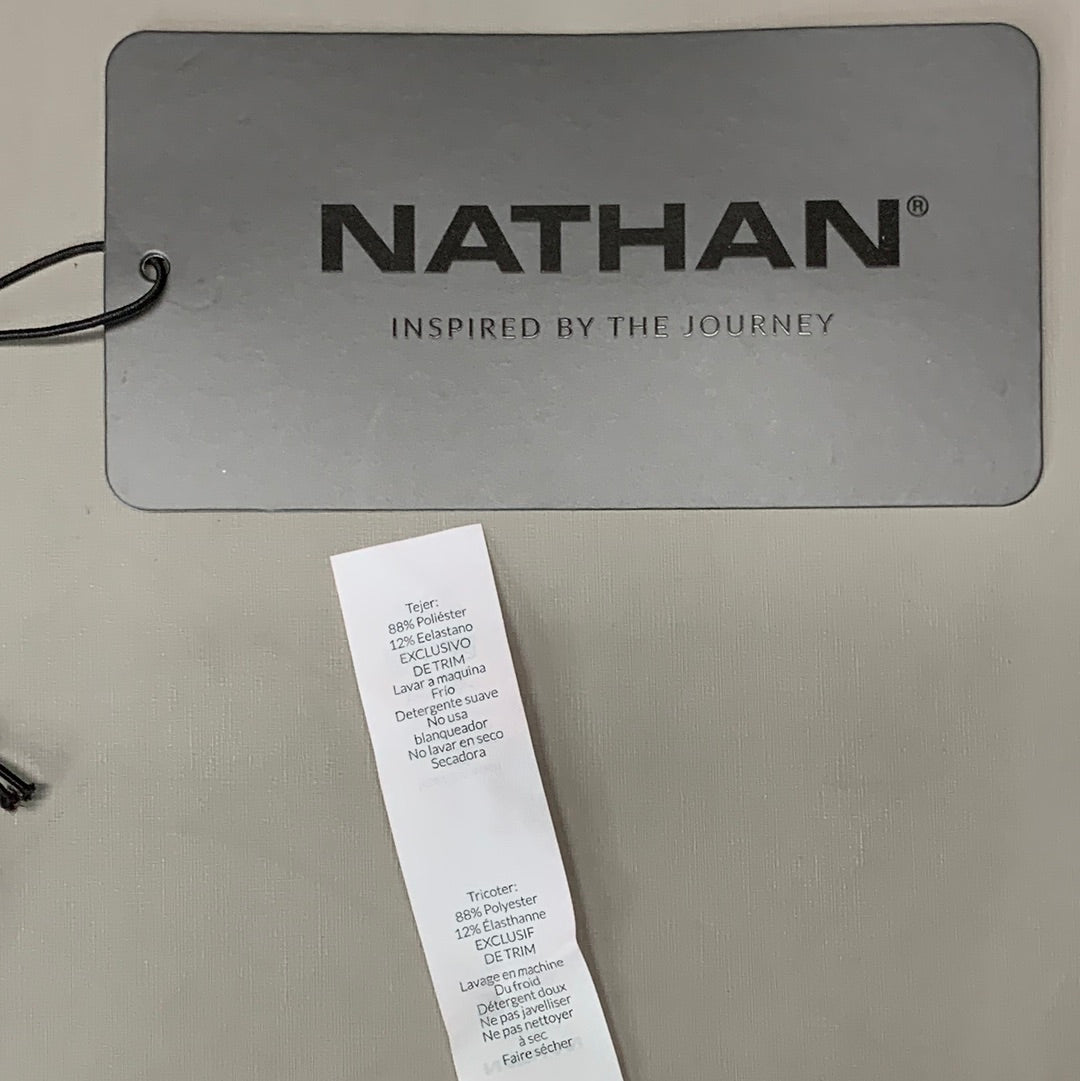 NATHAN®
INSPIRED BY THE JOURNEY
Tejer:
88% Poliéster
12% Eelastano
EXCLUSIVO
DE TRIM
Lavar a maquina
Frío
Detergente suave
No usa
blanqueador
No lavar en seco
Secadora
Tricoter:
88% Polyester
12% Élasthanne
EXCLUSIF
DE TRIM
Lavage en machine
Du froid
Détergent doux
Ne pas javelliser
Ne pas nettoyer
à sec
Faire sécher